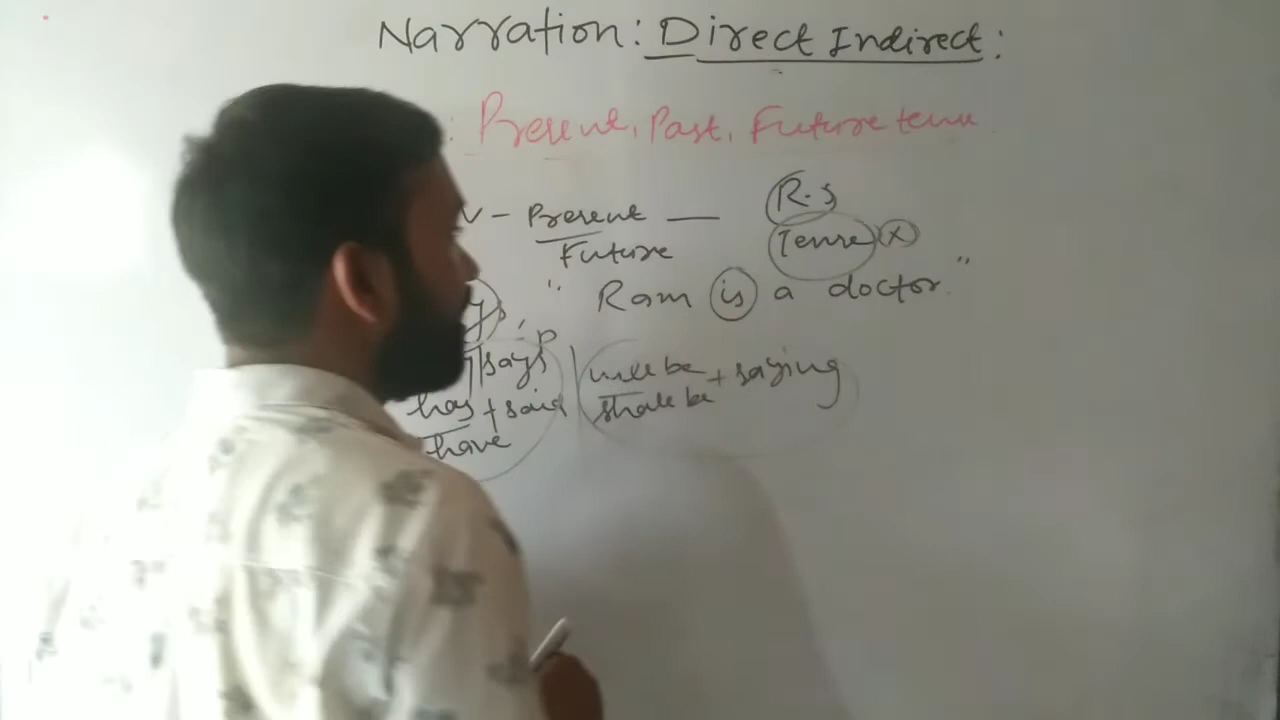 Narration: Direct Indirect:
: Present, Past, Future tense
V - Present — R.S
Future Tense (x)
" Ram is a doctor."
says, P
says | will be + saying
has + said shall be
have